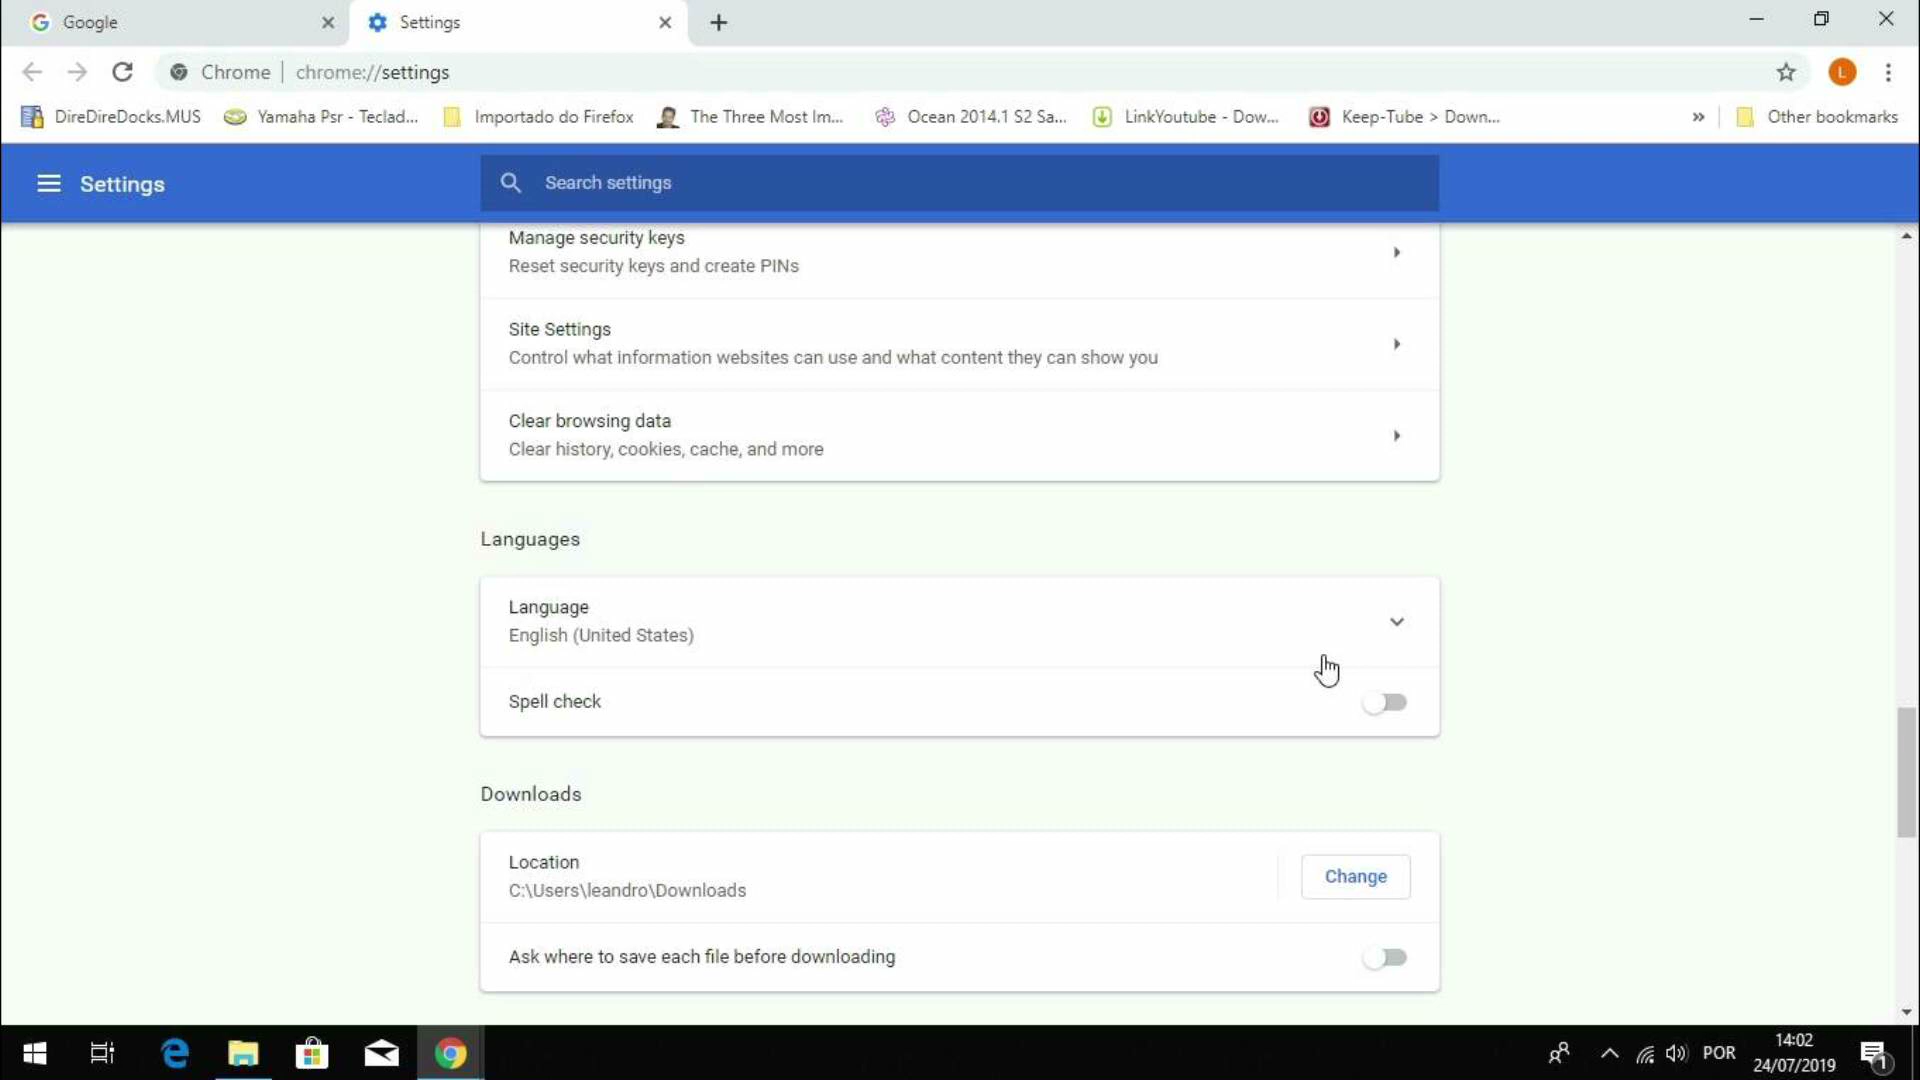 Google
Settings
Chrome
chrome://settings
L
DireDireDocks.MUS
Yamaha Psr - Teclad...
Importado do Firefox
The Three Most Im...
Ocean 2014.1 S2 Sa...
LinkYoutube - Dow...
Keep-Tube > Down...
»
Other bookmarks
Settings
Search settings
Manage security keys
Reset security keys and create PINs
Site Settings
Control what information websites can use and what content they can show you
Clear browsing data
Clear history, cookies, cache, and more
Languages
Language
English (United States)
Spell check
Downloads
Location
C:\Users\leandro\Downloads
Change
Ask where to save each file before downloading
POR
14:02
24/07/2019
1